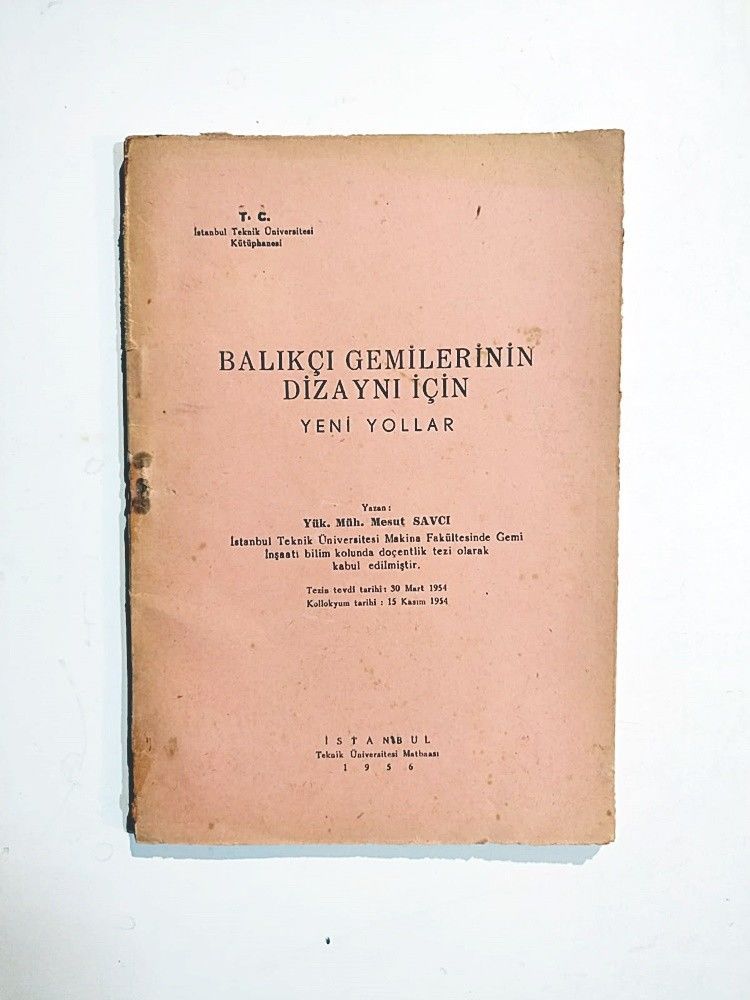 T. C.
İstanbul Teknik Üniversitesi
Kütüphanesi
BALIKÇI GEMİLERİNİN
DİZAYNI İÇİN
YENİ YOLLAR
Yazan :
Yük. Müh. Mesut SAVCI
İstanbul Teknik Üniversitesi Makina Fakültesinde Gemi
İnşaatı bilim kolunda doçentlik tezi olarak
kabul edilmiştir.
Tezin tevdi tarihi : 30 Mart 1954
Kollokyum tarihi : 15 Kasım 1954
İSTANBUL
Teknik Üniversitesi Matbaası
1956